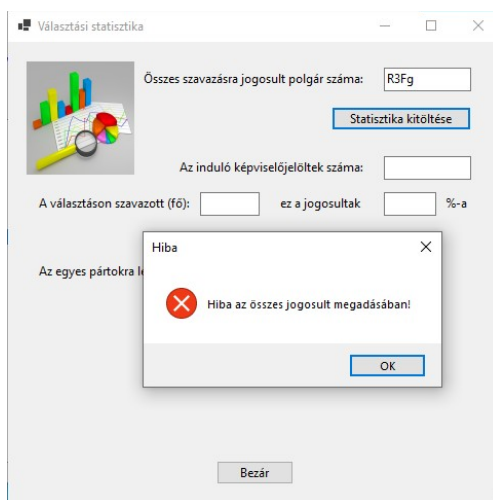 Választási statisztika
Összes szavazásra jogosult polgár száma: R3Fg
Statisztika kitöltése
Az induló képviselőjelöltek száma:
A választáson szavazott (fő): ez a jogosultak %-a
Hiba
Az egyes pártokra
Hiba az összes jogosult megadásában!
OK
Bezár